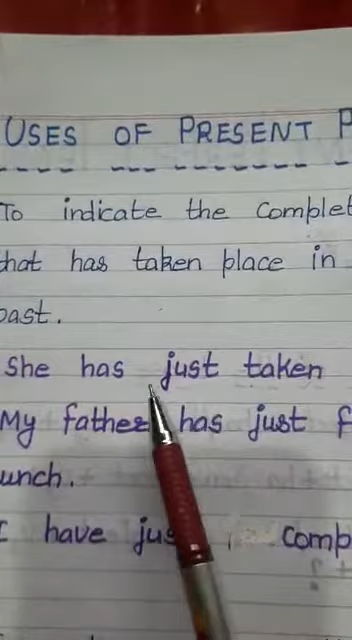 USES OF PRESENT P
To indicate the complet
that has taken place in
past.
She has just taken
My father has just f
unch.
I have jus comp